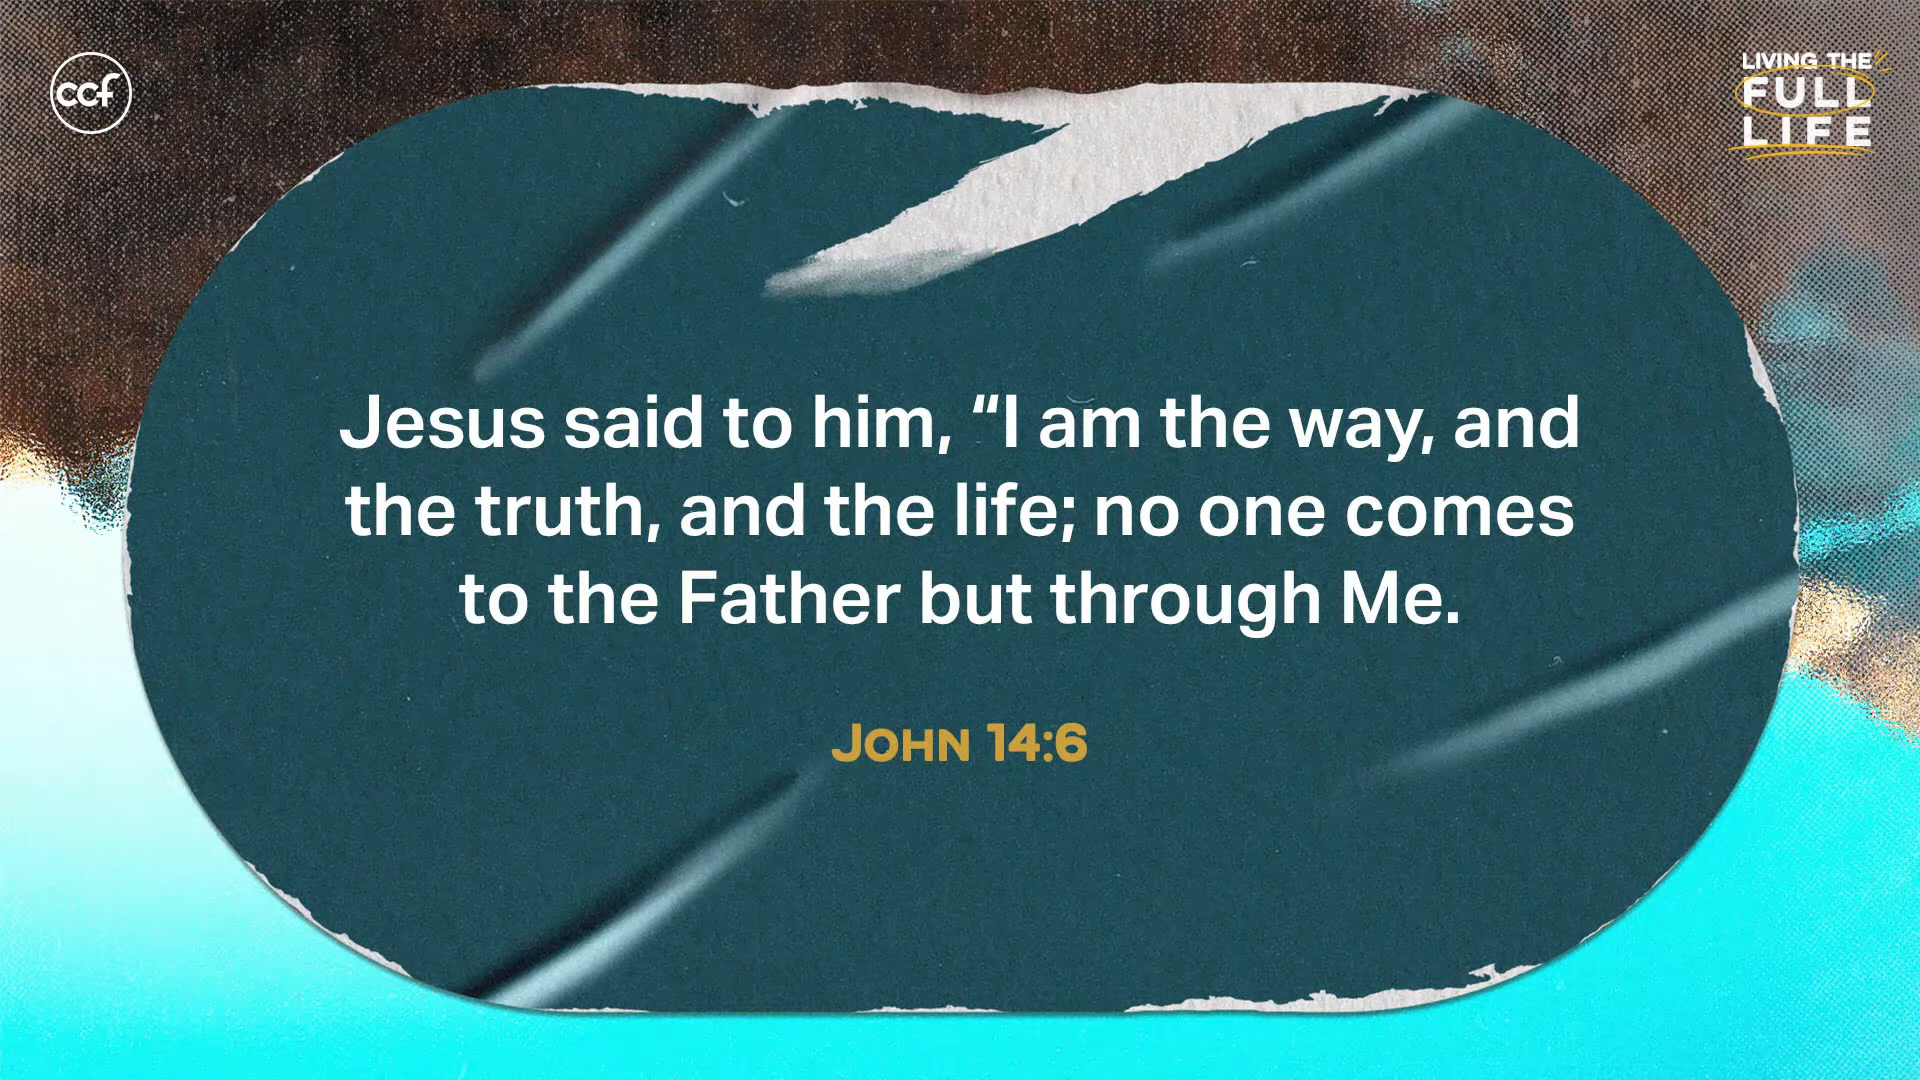 ccf
LIVING THE
FULL
LIFE
Jesus said to him, “I am the way, and
the truth, and the life; no one comes
to the Father but through Me.
JOHN 14:6